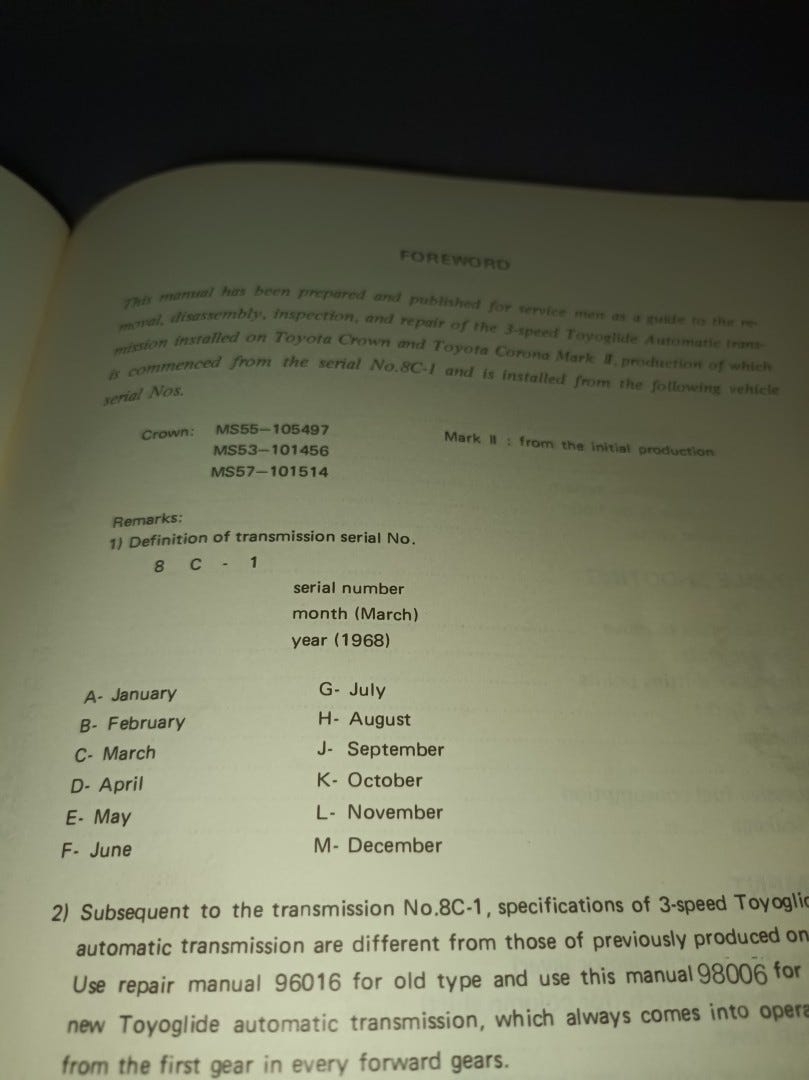 FOREWORD
This manual has been prepared and published for service men as a guide to the re-
moval, disassembly, inspection, and repair of the 3-speed Toyoglide Automatic trans-
mission installed on Toyota Crown and Toyota Corona Mark II, production of which
is commenced from the serial No.8C-1 and is installed from the following vehicle
serial Nos.
Crown: MS55-105497 Mark II : from the initial production
MS53-101456
MS57-101514
Remarks:
1) Definition of transmission serial No.
8 C - 1
serial number
month (March)
year (1968)
A- January G- July
B- February H- August
C- March J- September
D- April K- October
E- May L- November
F- June M- December
2) Subsequent to the transmission No.8C-1, specifications of 3-speed Toyoglid
automatic transmission are different from those of previously produced on
Use repair manual 96016 for old type and use this manual 98006 for
new Toyoglide automatic transmission, which always comes into opera
from the first gear in every forward gears.